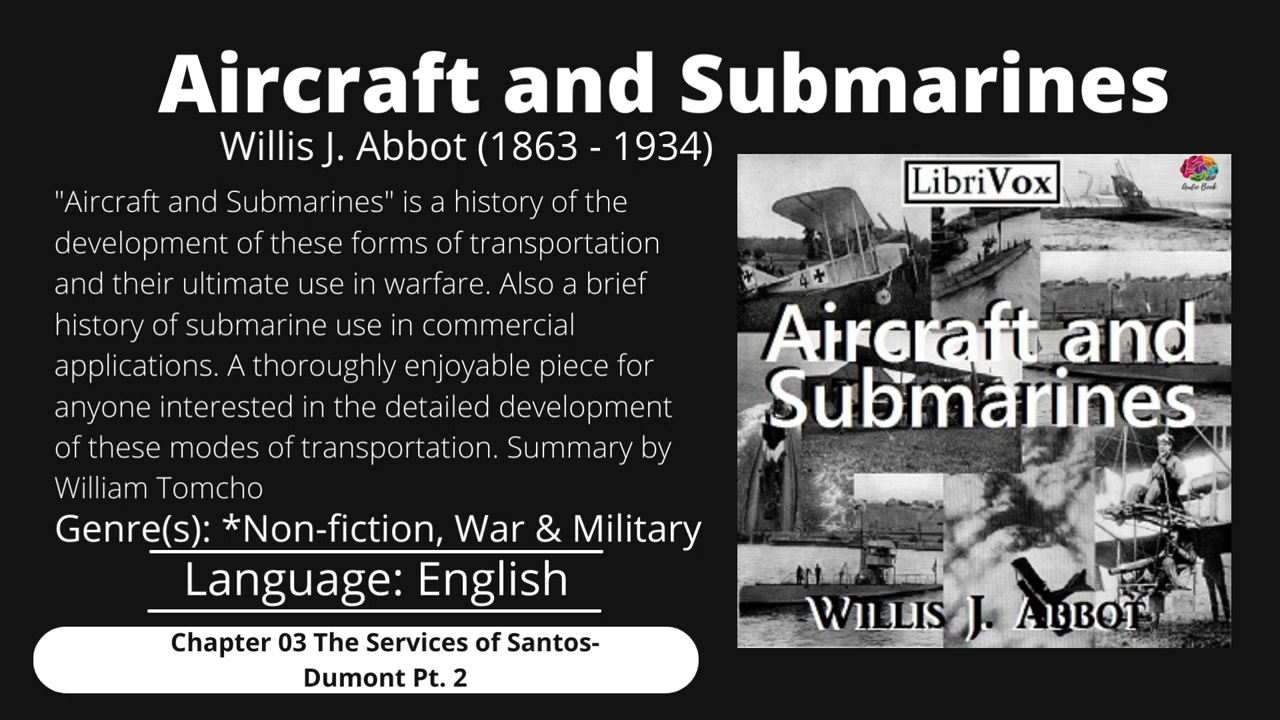 Aircraft and Submarines
Willis J. Abbot (1863 - 1934)
"Aircraft and Submarines" is a history of the
development of these forms of transportation
and their ultimate use in warfare. Also a brief
history of submarine use in commercial
applications. A thoroughly enjoyable piece for
anyone interested in the detailed development
of these modes of transportation. Summary by
William Tomcho
Genre(s): *Non-fiction, War & Military
Language: English
Chapter 03 The Services of Santos-
Dumont Pt. 2
LibriVox
Audio Book
4
Aircraft and
Submarines
Willis J. Abbot